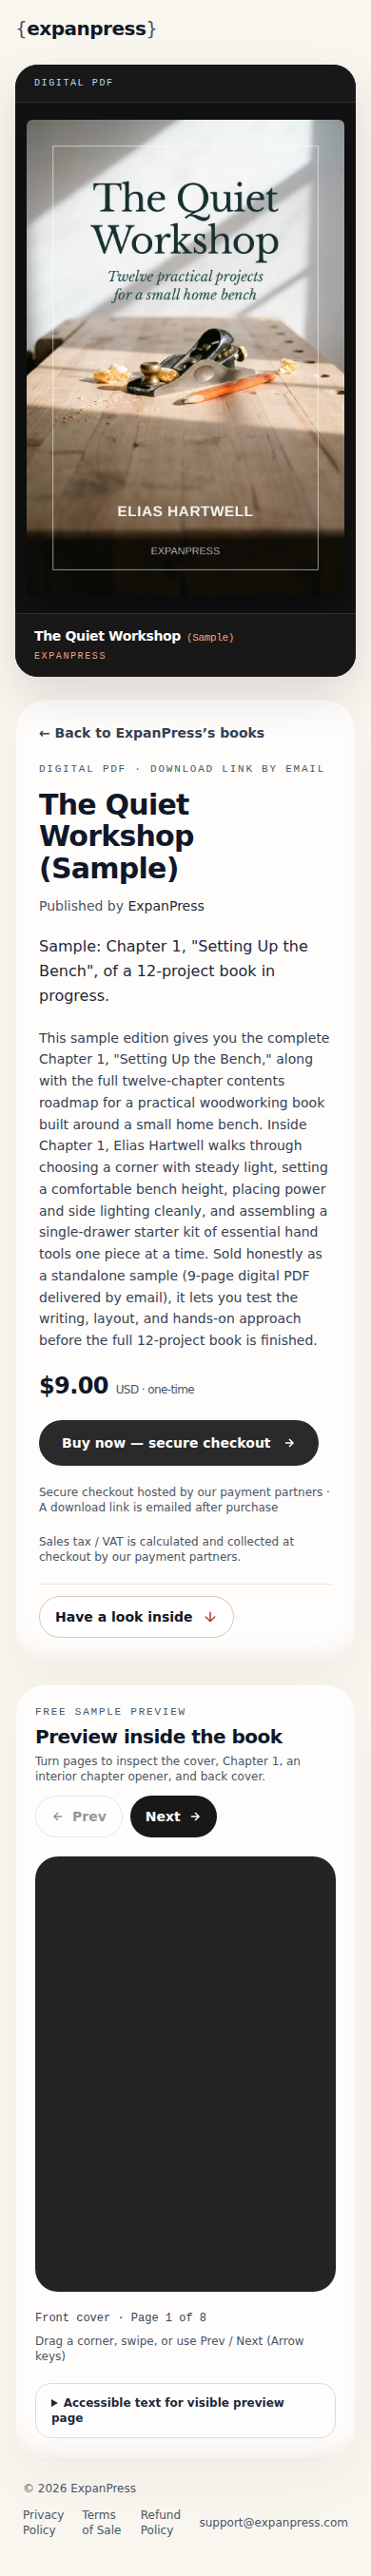 {expanpress}
DIGITAL PDF
The Quiet
Workshop
Twelve practical projects
for a small home bench
ELIAS HARTWELL
EXPANPRESS
The Quiet Workshop (Sample)
EXPANPRESS
← Back to ExpanPress’s books
DIGITAL PDF · DOWNLOAD LINK BY EMAIL
The Quiet
Workshop
(Sample)
Published by ExpanPress
Sample: Chapter 1, "Setting Up the
Bench", of a 12-project book in
progress.
This sample edition gives you the complete
Chapter 1, "Setting Up the Bench," along
with the full twelve-chapter contents
roadmap for a practical woodworking book
built around a small home bench. Inside
Chapter 1, Elias Hartwell walks through
choosing a corner with steady light, setting
a comfortable bench height, placing power
and side lighting cleanly, and assembling a
single-drawer starter kit of essential hand
tools one piece at a time. Sold honestly as
a standalone sample (9-page digital PDF
delivered by email), it lets you test the
writing, layout, and hands-on approach
before the full 12-project book is finished.
$9.00 USD · one-time
Buy now — secure checkout →
Secure checkout hosted by our payment partners ·
A download link is emailed after purchase
Sales tax / VAT is calculated and collected at
checkout by our payment partners.
Have a look inside ↓
FREE SAMPLE PREVIEW
Preview inside the book
Turn pages to inspect the cover, Chapter 1, an
interior chapter opener, and back cover.
← Prev Next →
Front cover · Page 1 of 8
Drag a corner, swipe, or use Prev / Next (Arrow
keys)
▶ Accessible text for visible preview
page
© 2026 ExpanPress
Privacy Policy
Terms of Sale
Refund Policy
support@expanpress.com